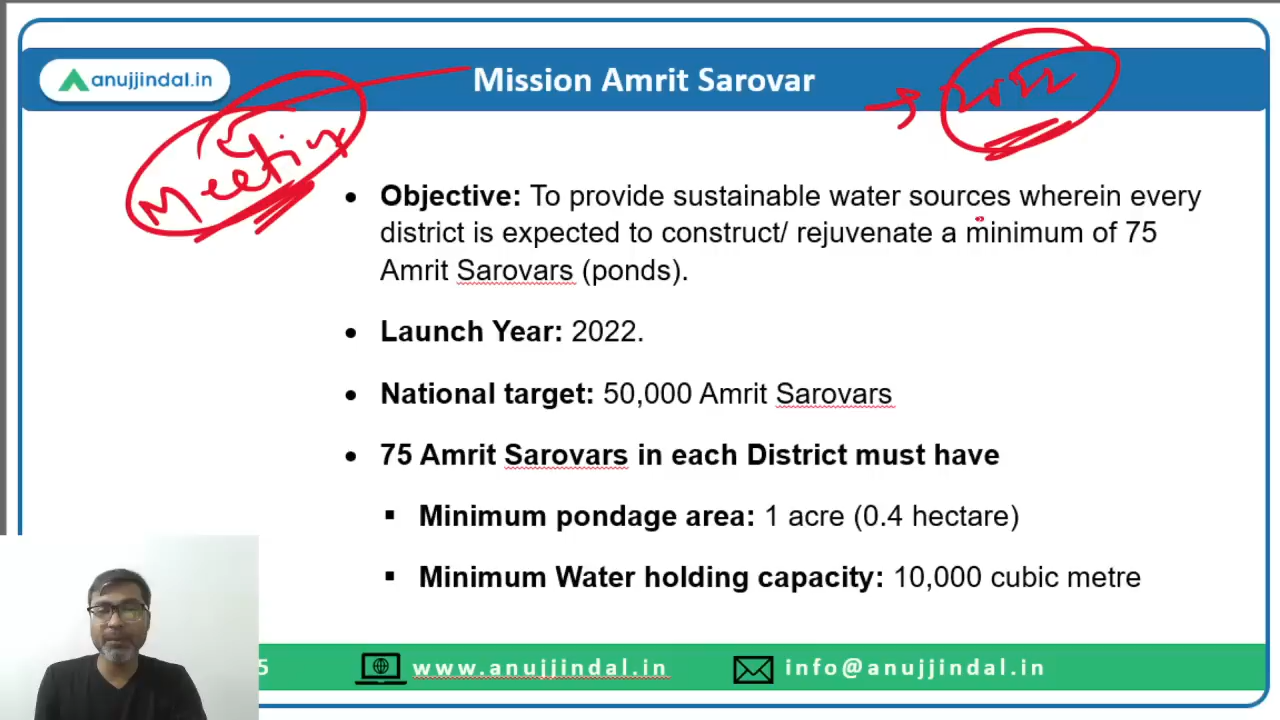 anujjindal.in
Mission Amrit Sarovar
2022
Meeting
• Objective: To provide sustainable water sources wherein every
district is expected to construct/ rejuvenate a minimum of 75
Amrit Sarovars (ponds).
• Launch Year: 2022.
• National target: 50,000 Amrit Sarovars
• 75 Amrit Sarovars in each District must have
▪ Minimum pondage area: 1 acre (0.4 hectare)
▪ Minimum Water holding capacity: 10,000 cubic metre
5
www.anujjindal.in
info@anujjindal.in